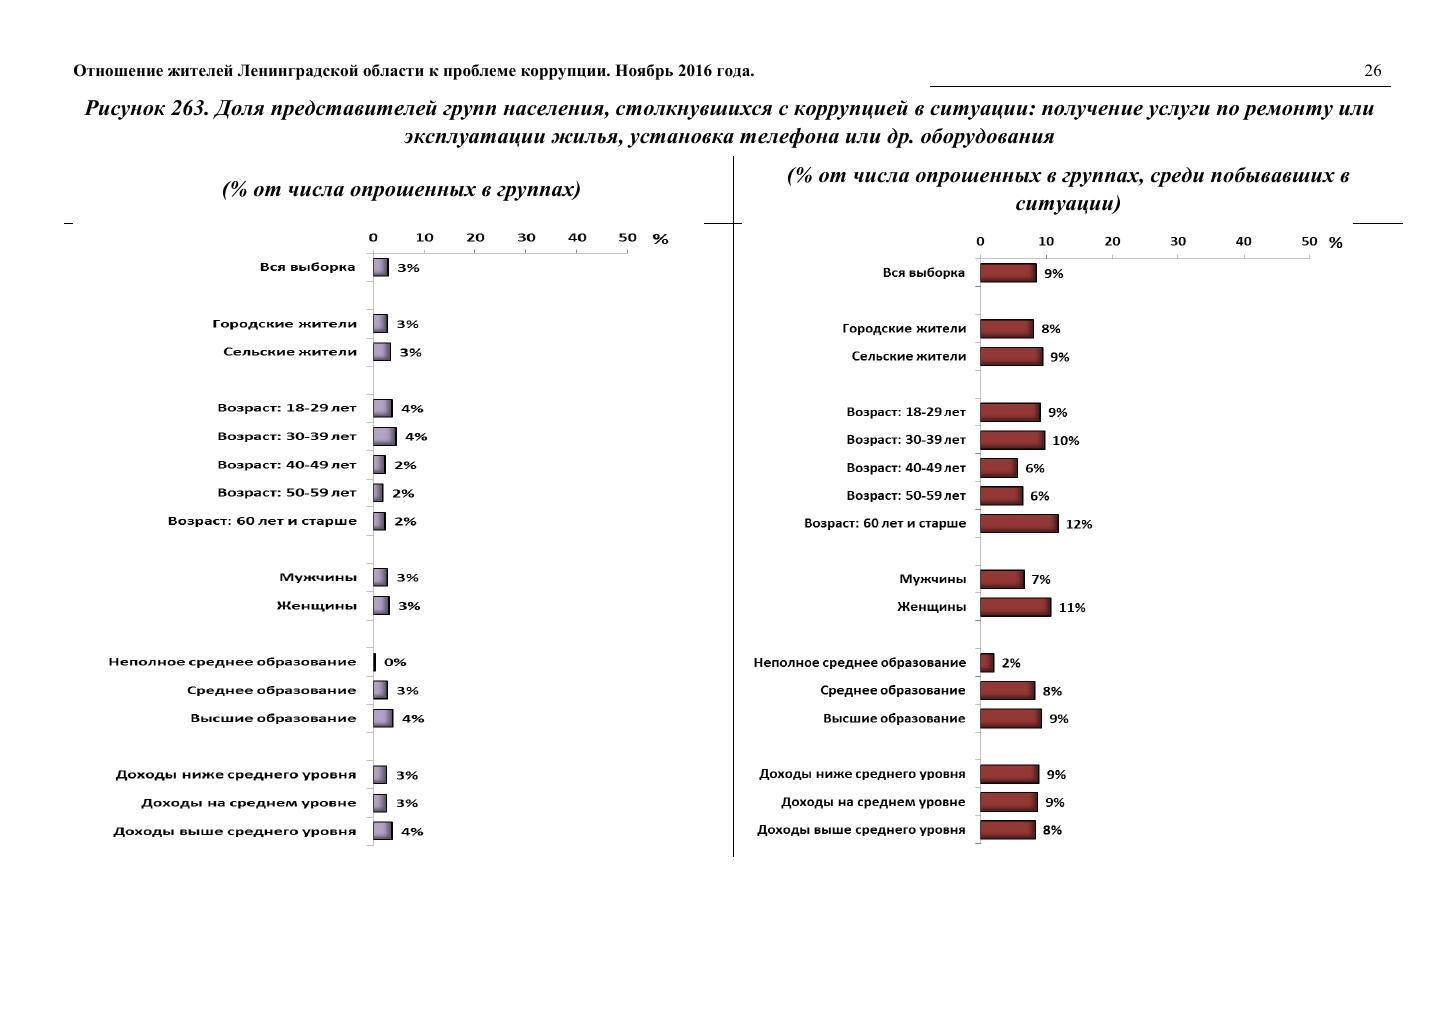 Отношение жителей Ленинградской области к проблеме коррупции. Ноябрь 2016 года. 26
Рисунок 263. Доля представителей групп населения, столкнувшихся с коррупцией в ситуации: получение услуги по ремонту или
эксплуатации жилья, установка телефона или др. оборудования
(% от числа опрошенных в группах)
0 10 20 30 40 50 %
Вся выборка 3%
Городские жители 3%
Сельские жители 3%
Возраст: 18-29 лет 4%
Возраст: 30-39 лет 4%
Возраст: 40-49 лет 2%
Возраст: 50-59 лет 2%
Возраст: 60 лет и старше 2%
Мужчины 3%
Женщины 3%
Неполное среднее образование 0%
Среднее образование 3%
Высшие образование 4%
Доходы ниже среднего уровня 3%
Доходы на среднем уровне 3%
Доходы выше среднего уровня 4%
(% от числа опрошенных в группах, среди побывавших в
ситуации)
0 10 20 30 40 50 %
Вся выборка 9%
Городские жители 8%
Сельские жители 9%
Возраст: 18-29 лет 9%
Возраст: 30-39 лет 10%
Возраст: 40-49 лет 6%
Возраст: 50-59 лет 6%
Возраст: 60 лет и старше 12%
Мужчины 7%
Женщины 11%
Неполное среднее образование 2%
Среднее образование 8%
Высшие образование 9%
Доходы ниже среднего уровня 9%
Доходы на среднем уровне 9%
Доходы выше среднего уровня 8%